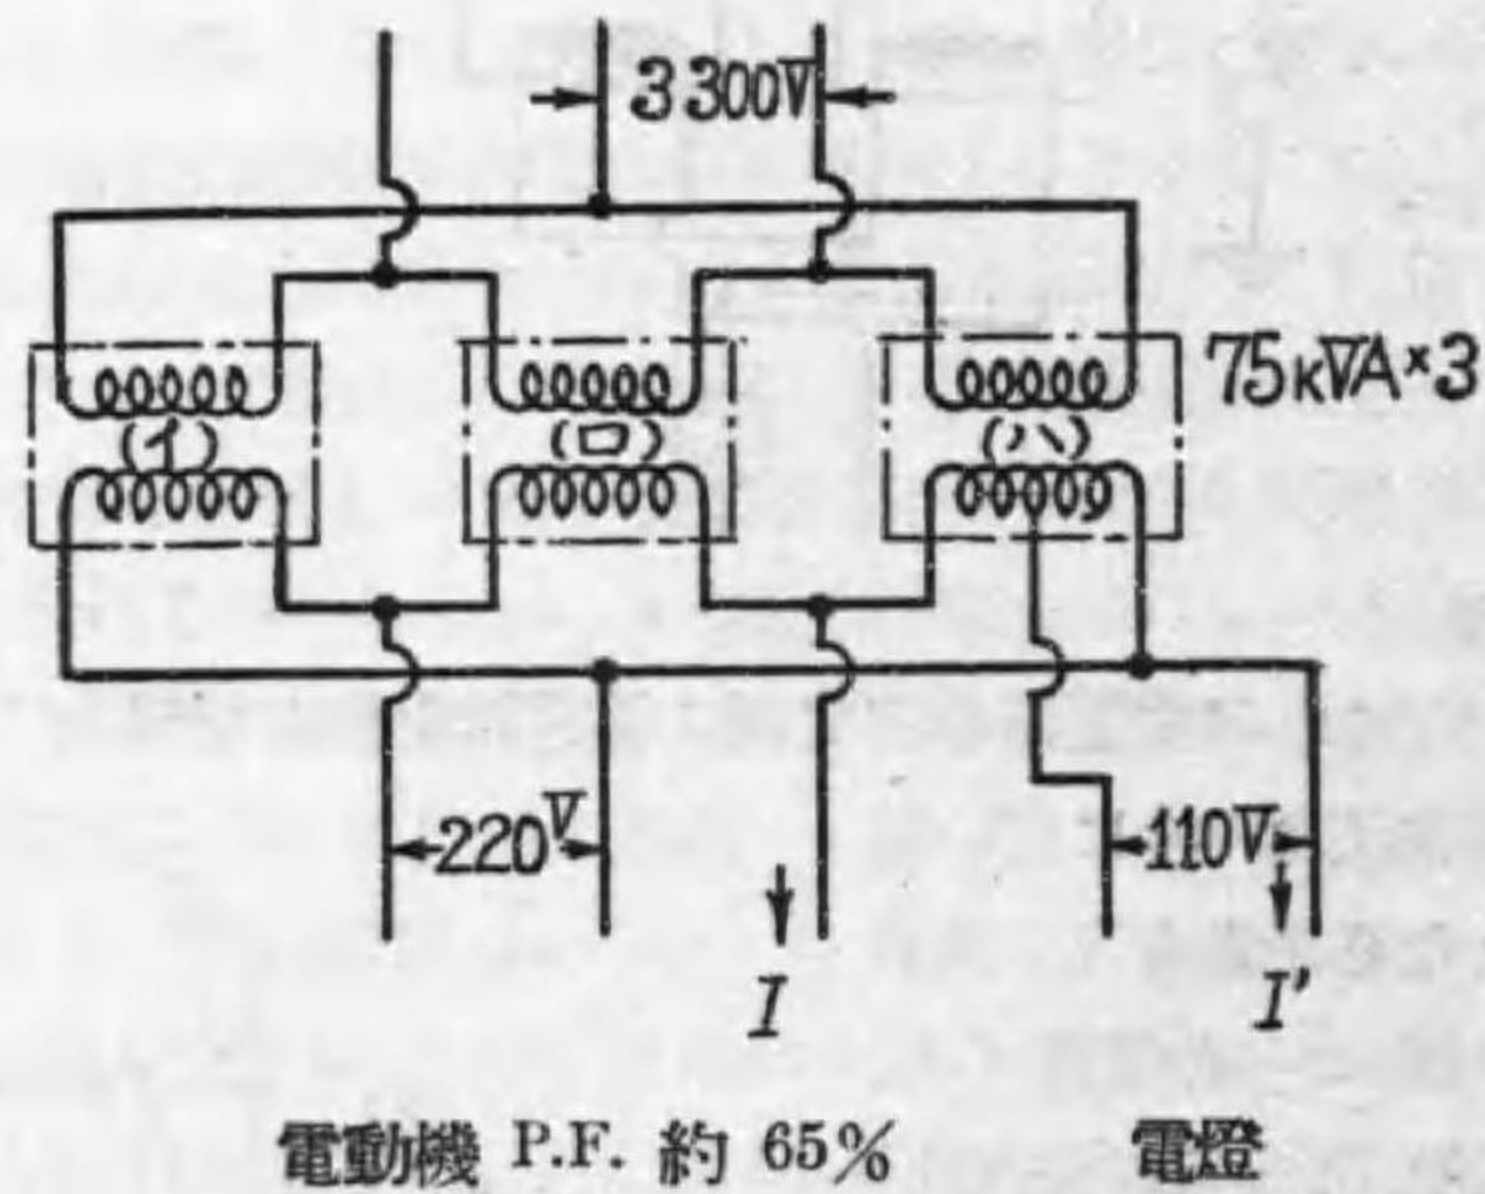 3300V
75kVA×3
(イ)
(ロ)
(ハ)
220V
110V
I
I'
電動機 P.F. 約 65%
電燈